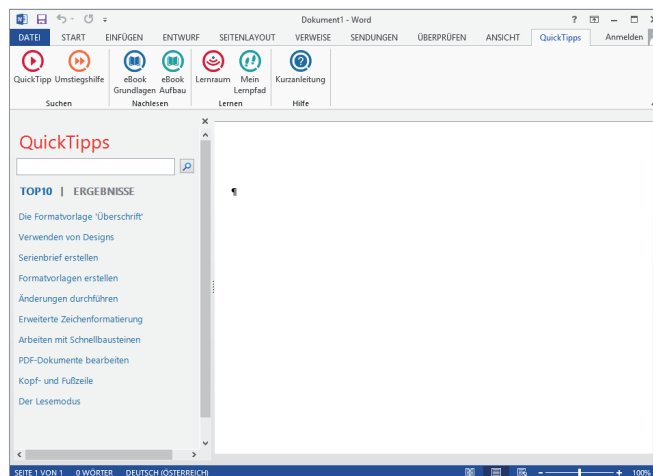 Dokument1 - Word
DATEI START EINFÜGEN ENTWURF SEITENLAYOUT VERWEISE SENDUNGEN ÜBERPRÜFEN ANSICHT QuickTipps Anmelden
QuickTipp Umstiegshilfe eBook Grundlagen eBook Aufbau Lernraum Mein Lernpfad Kurzanleitung
Suchen Nachlesen Lernen Hilfe
QuickTipps
TOP10 | ERGEBNISSE
Die Formatvorlage 'Überschrift'
Verwenden von Designs
Serienbrief erstellen
Formatvorlagen erstellen
Änderungen durchführen
Erweiterte Zeichenformatierung
Arbeiten mit Schnellbausteinen
PDF-Dokumente bearbeiten
Kopf- und Fußzeile
Der Lesemodus
¶
SEITE 1 VON 1 0 WÖRTER DEUTSCH (ÖSTERREICH) 100%